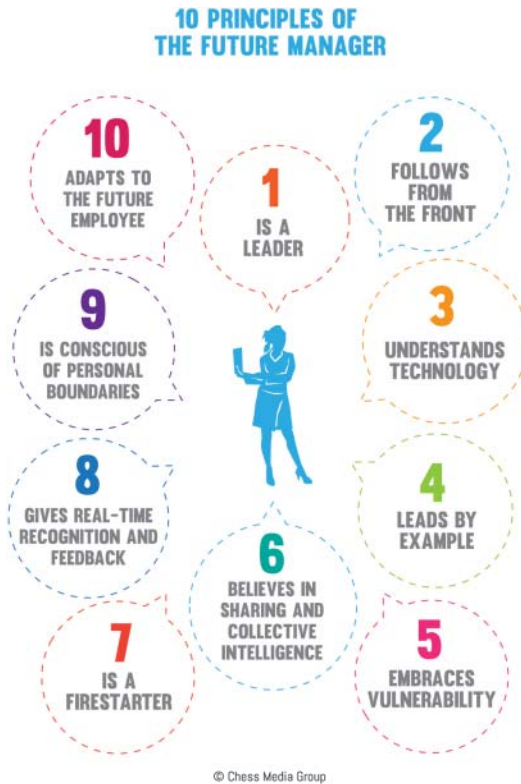 10 PRINCIPLES OF
THE FUTURE MANAGER
1
IS A
LEADER
2
FOLLOWS
FROM
THE FRONT
3
UNDERSTANDS
TECHNOLOGY
4
LEADS BY
EXAMPLE
5
EMBRACES
VULNERABILITY
6
BELIEVES IN
SHARING AND
COLLECTIVE
INTELLIGENCE
7
IS A
FIRESTARTER
8
GIVES REAL-TIME
RECOGNITION AND
FEEDBACK
9
IS CONSCIOUS
OF PERSONAL
BOUNDARIES
10
ADAPTS TO
THE FUTURE
EMPLOYEE
© Chess Media Group